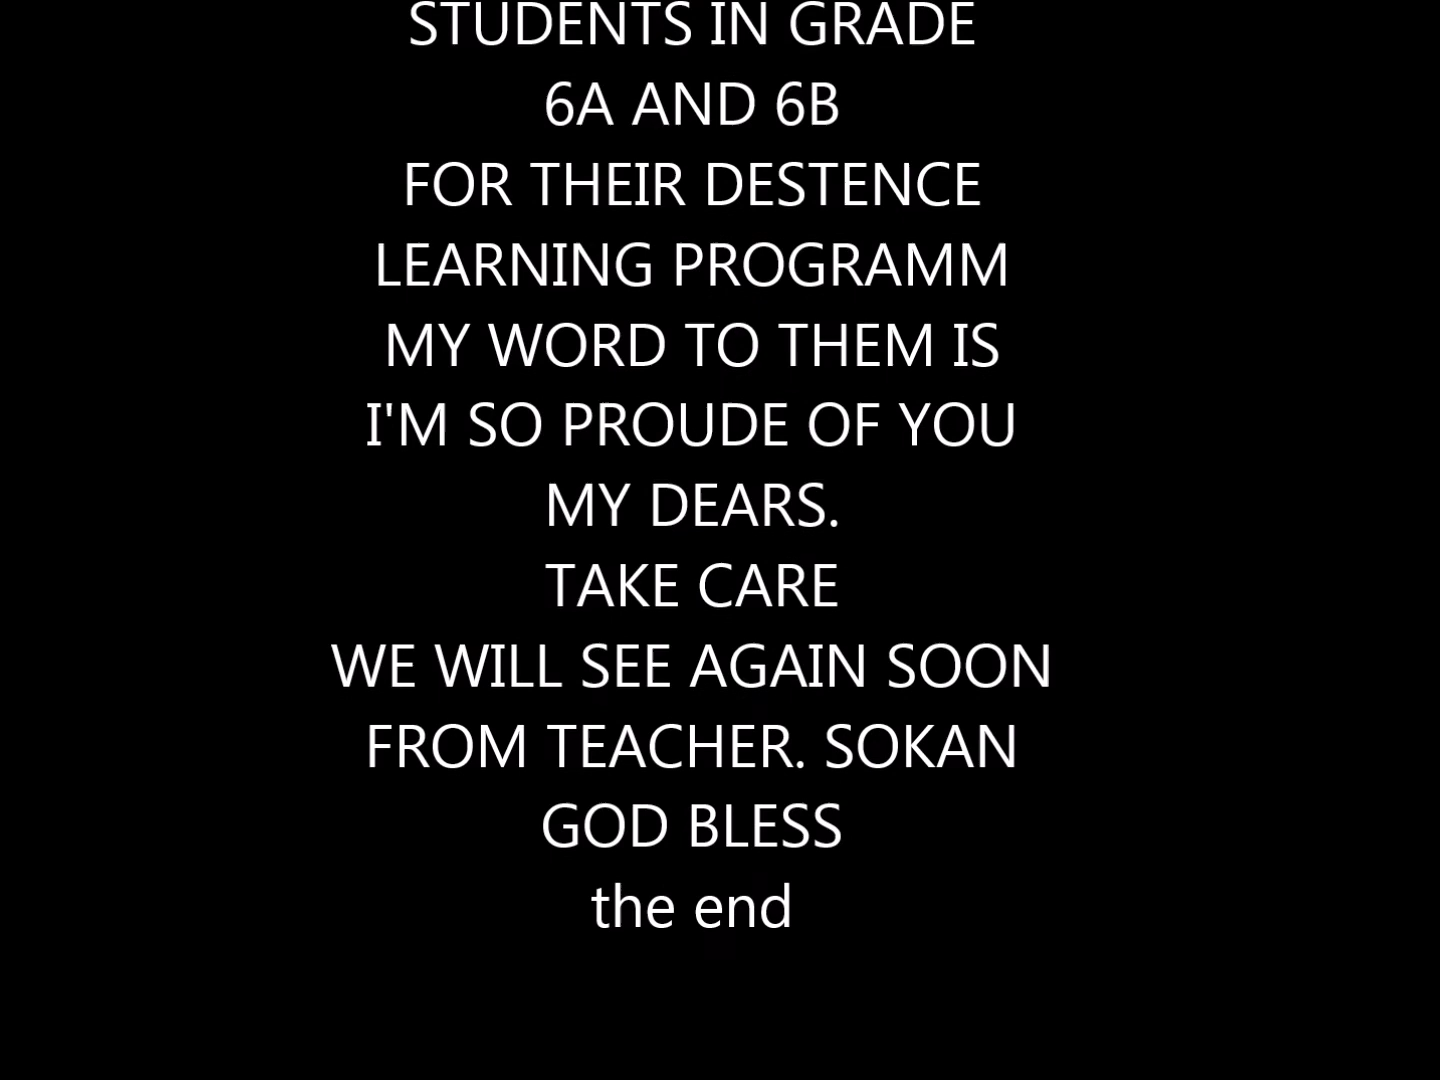 STUDENTS IN GRADE
6A AND 6B
FOR THEIR DESTENCE
LEARNING PROGRAMM
MY WORD TO THEM IS
I'M SO PROUDE OF YOU
MY DEARS.
TAKE CARE
WE WILL SEE AGAIN SOON
FROM TEACHER. SOKAN
GOD BLESS
the end